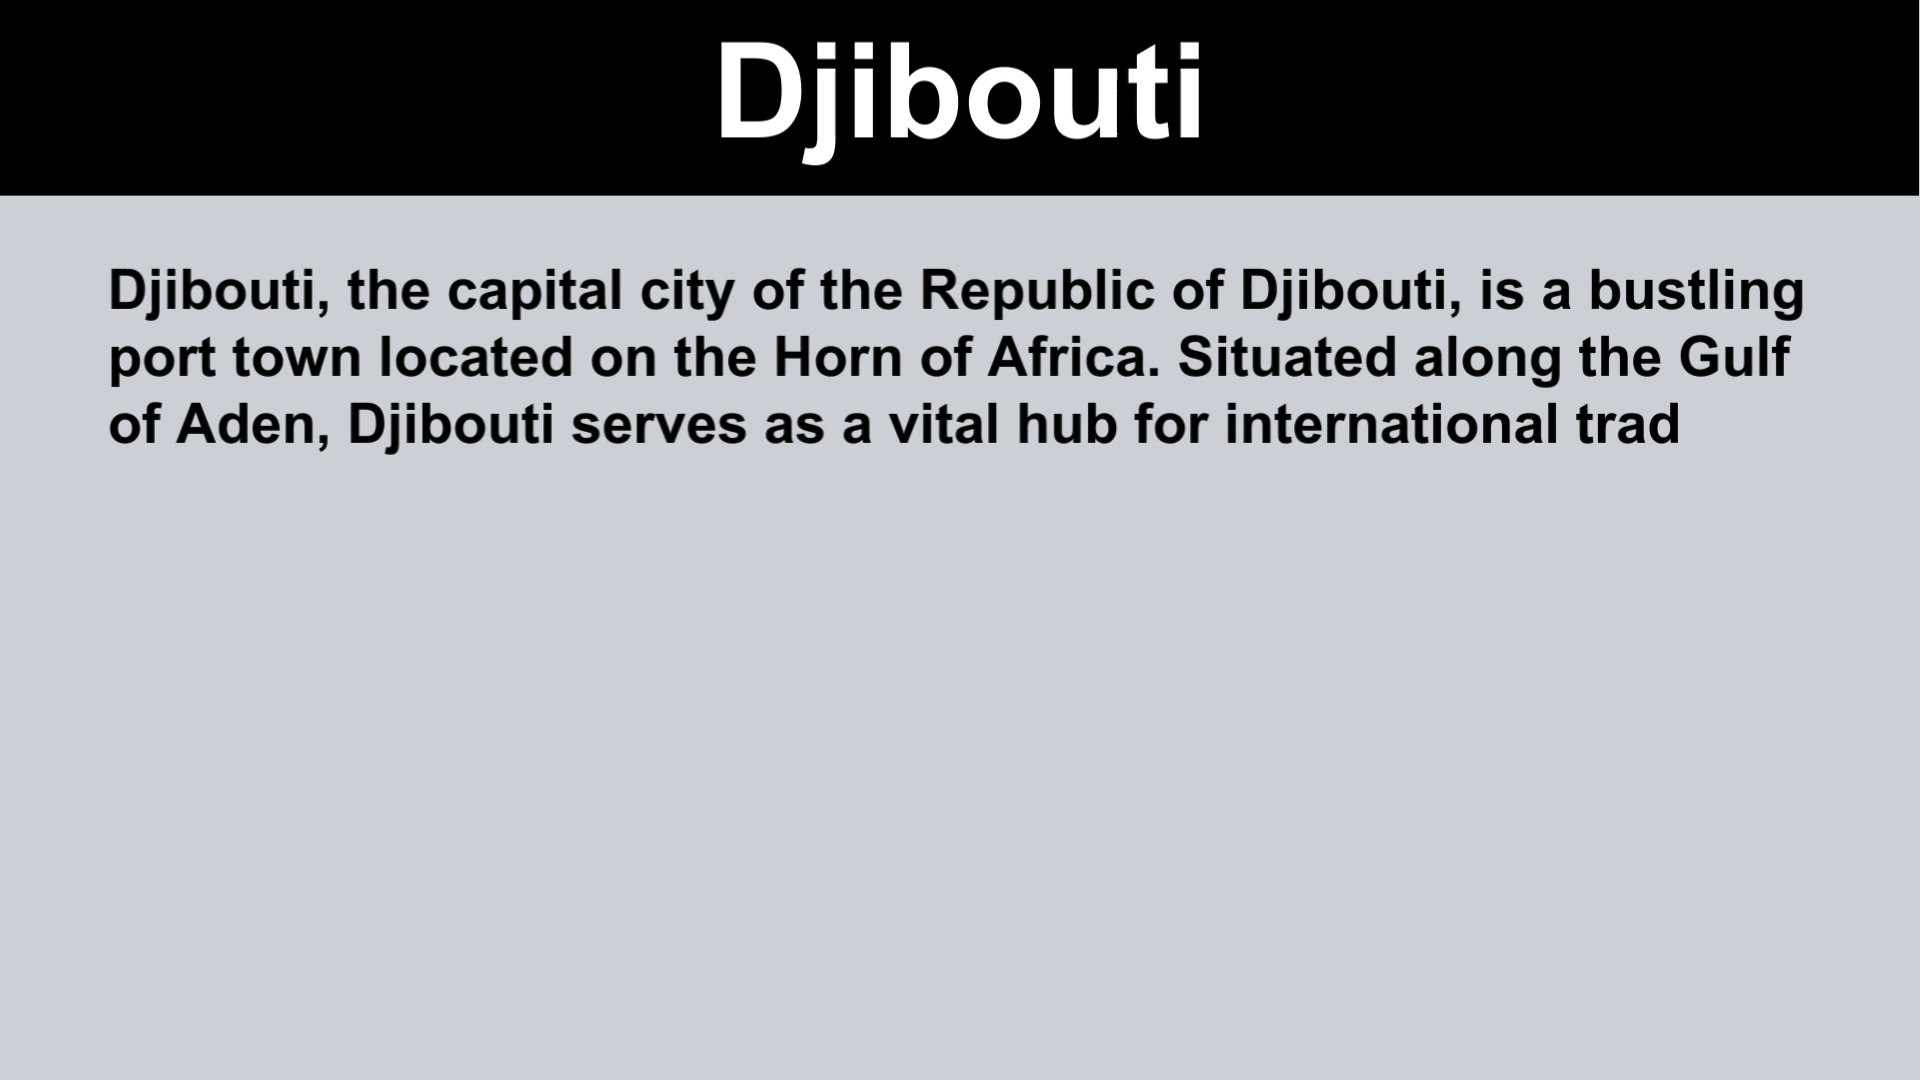 Djibouti
Djibouti, the capital city of the Republic of Djibouti, is a bustling
port town located on the Horn of Africa. Situated along the Gulf
of Aden, Djibouti serves as a vital hub for international trad